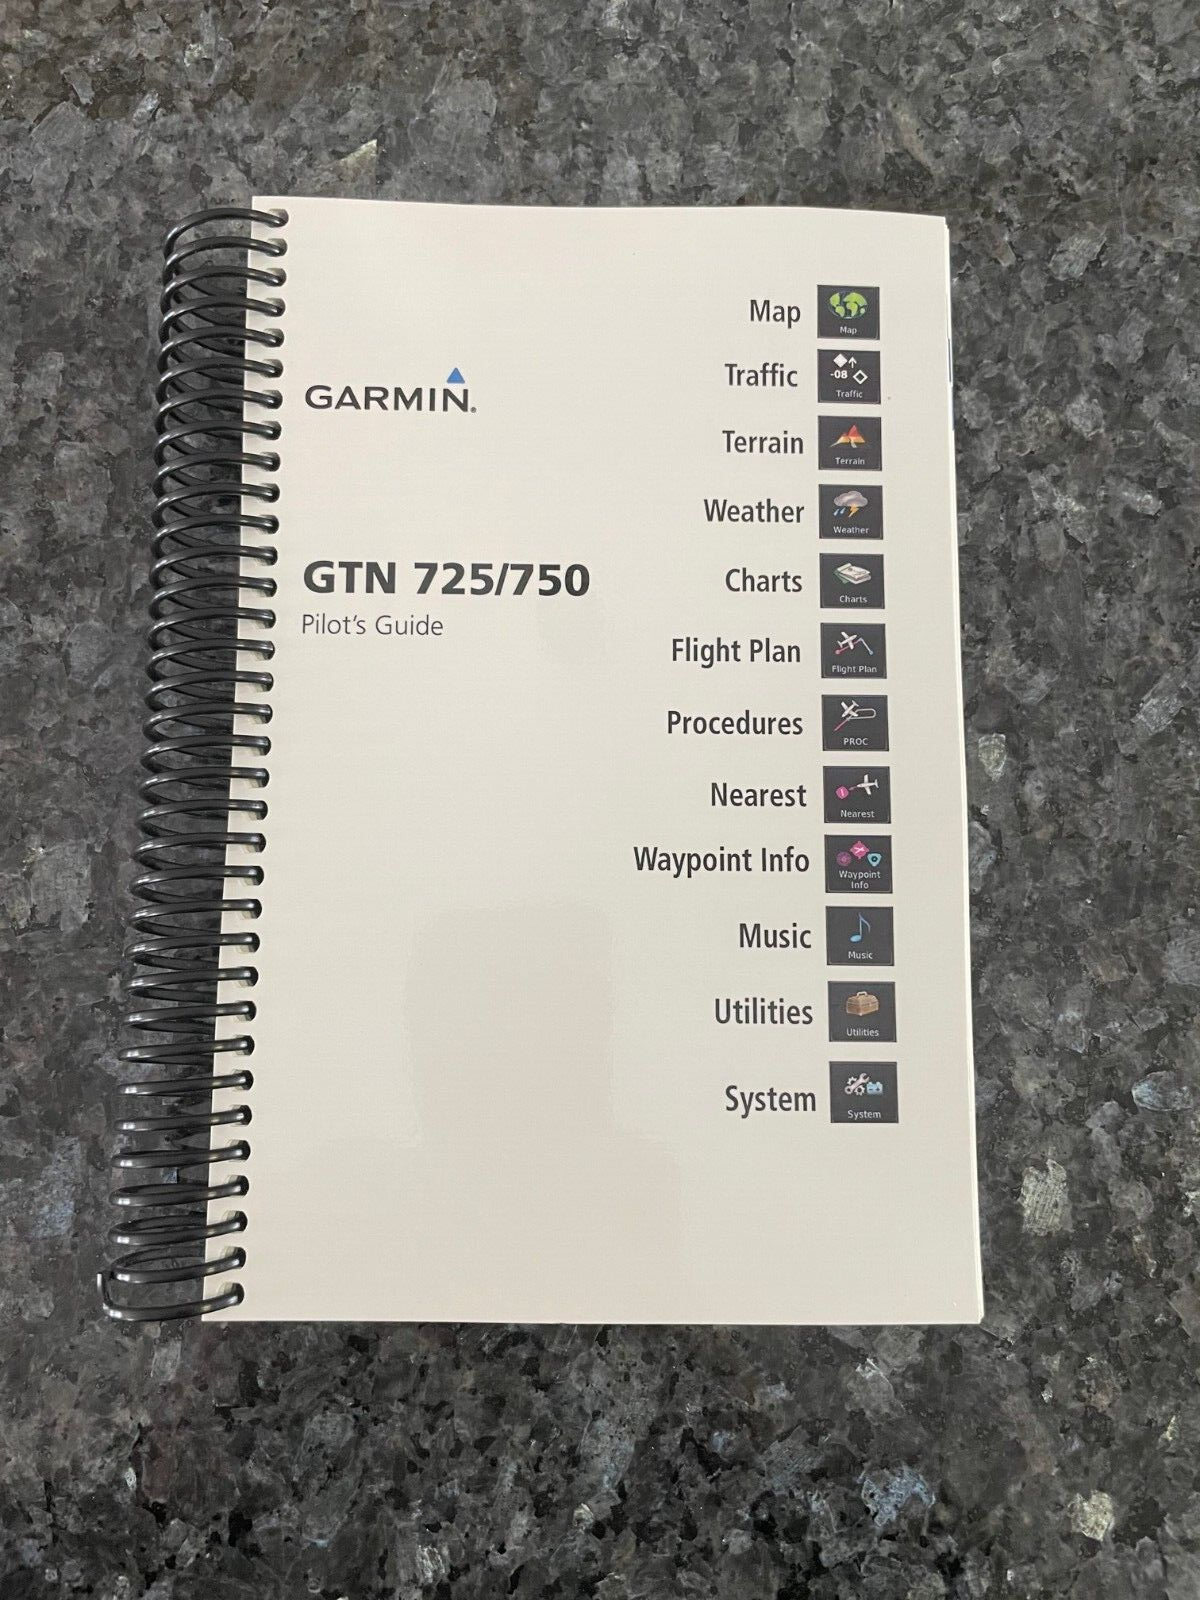 GARMIN®
GTN 725/750
Pilot's Guide
Map
Map
Traffic
-08
Traffic
Terrain
Terrain
Weather
Weather
Charts
Charts
Flight Plan
Flight Plan
Procedures
PROC
Nearest
Nearest
Waypoint Info
Waypoint
Info
Music
Music
Utilities
Utilities
System
System